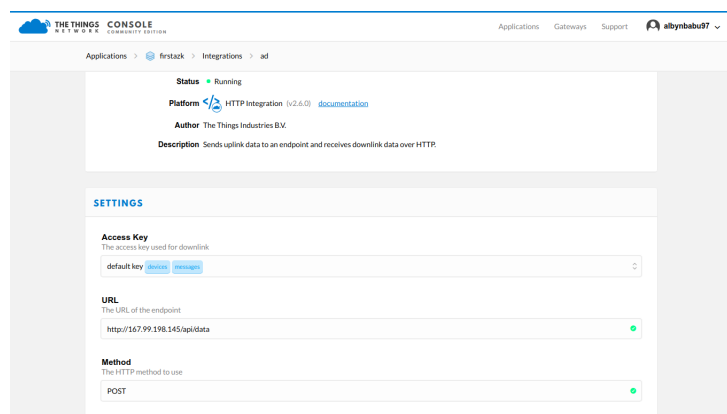 THE THINGS CONSOLE
NETWORK COMMUNITY EDITION
Applications Gateways Support albynbabu97
Applications > firstazk > Integrations > ad
Status Running
Platform HTTP Integration (v2.6.0) documentation
Author The Things Industries B.V.
Description Sends uplink data to an endpoint and receives downlink data over HTTP.
SETTINGS
Access Key
The access key used for downlink
default key devices messages
URL
The URL of the endpoint
http://167.99.198.145/api/data
Method
The HTTP method to use
POST